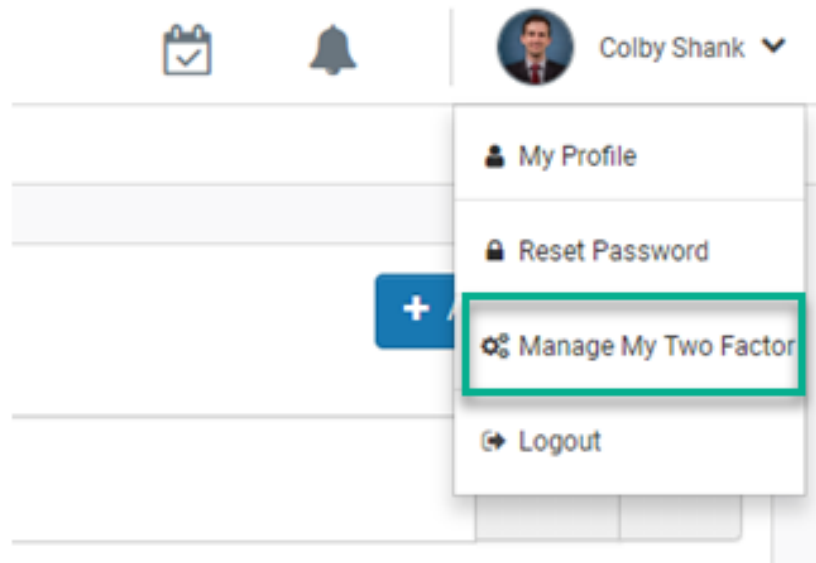 Colby Shank
My Profile
+
Reset Password
Manage My Two Factor
Logout